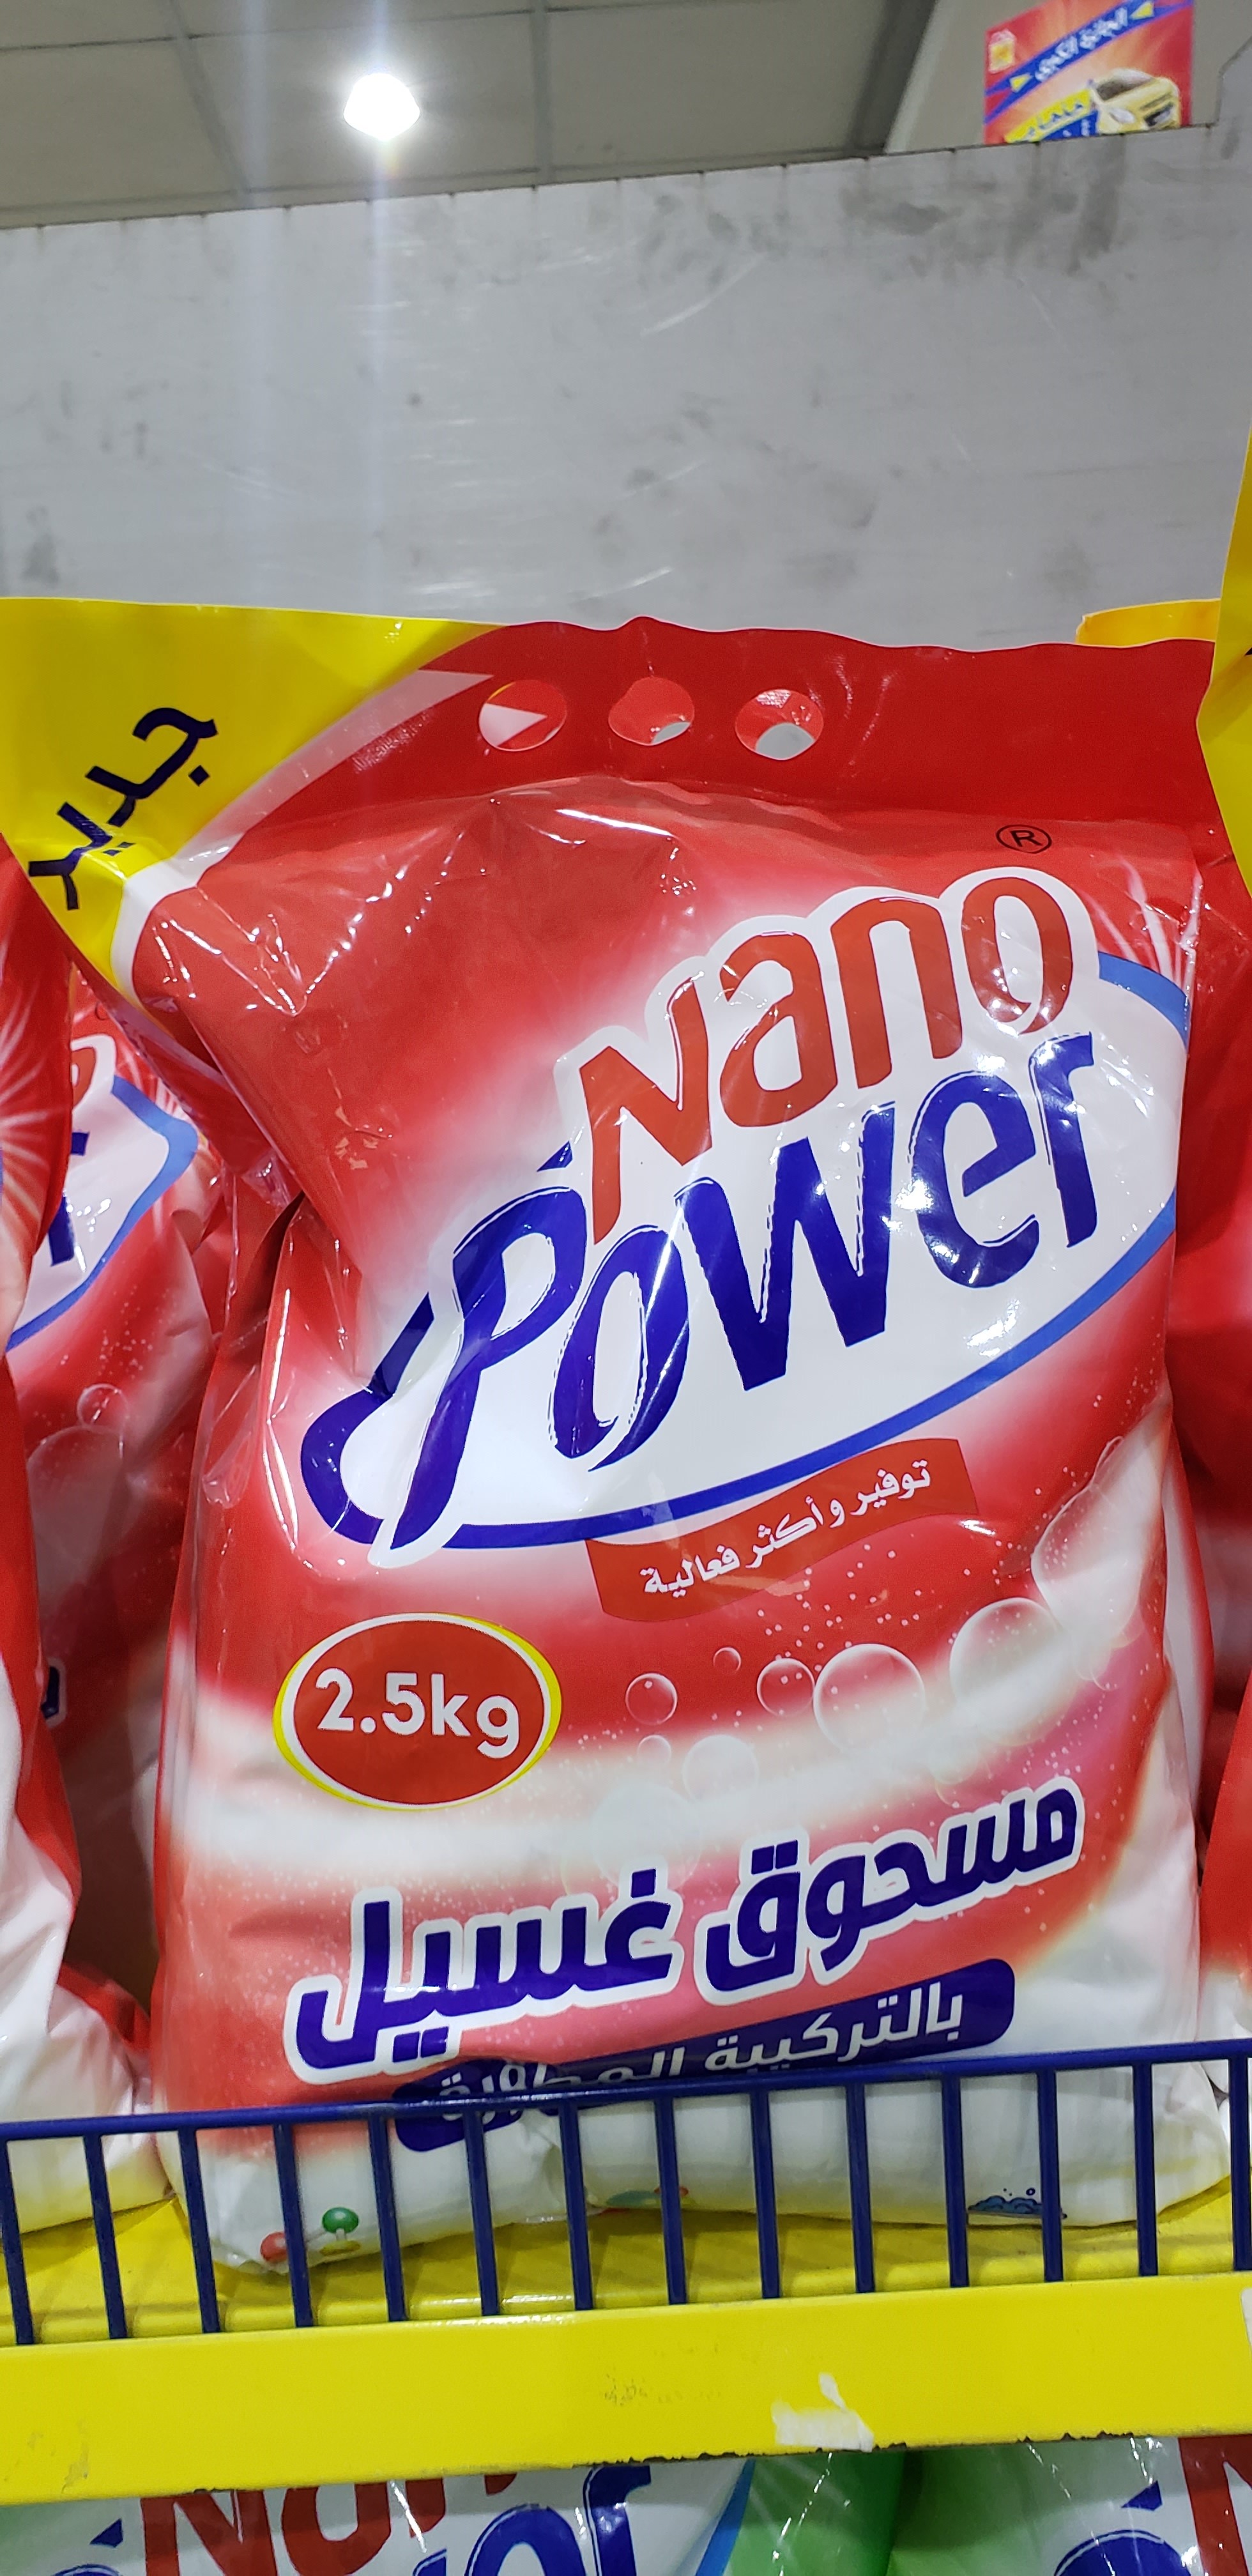 جديد
®
Nano
Power
توفير وأكثر فعالية
2.5kg
مسحوق غسيل
بالتركيبة المطورة